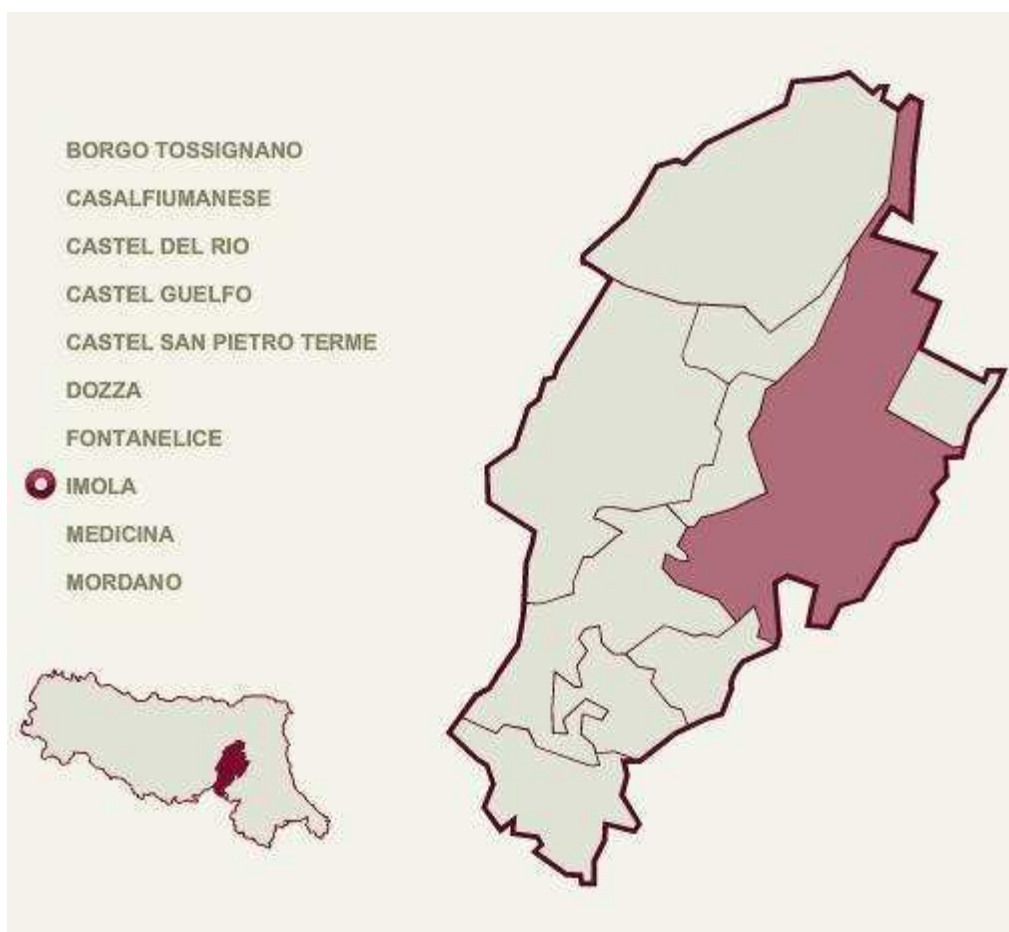 BORGO TOSSIGNANO
CASALFIUMANESE
CASTEL DEL RIO
CASTEL GUELFO
CASTEL SAN PIETRO TERME
DOZZA
FONTANELICE
IMOLA
MEDICINA
MORDANO